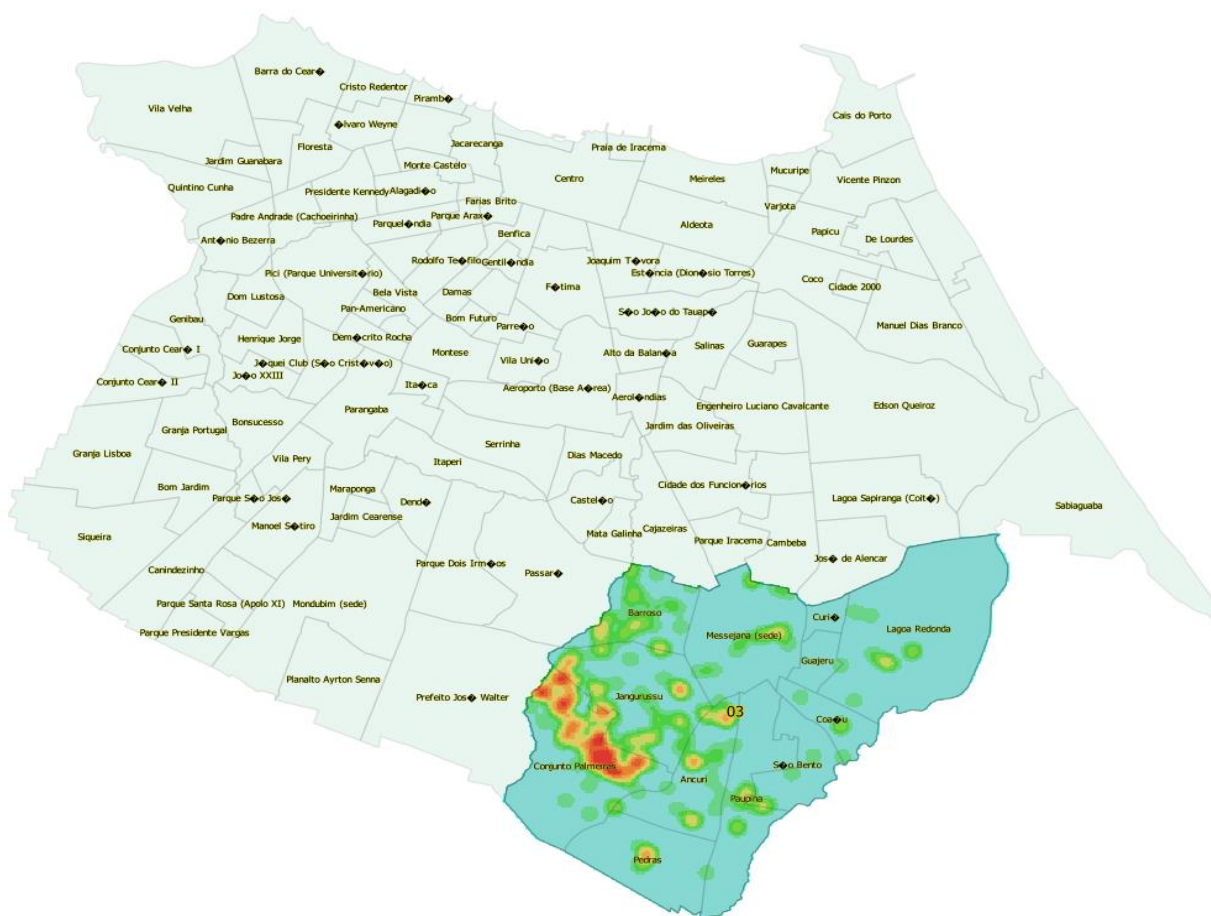 Barra do Cear�
Cristo Redentor
Piramb�
Vila Velha
�lvaro Weyne
Cais do Porto
Floresta
Jacarecanga
Praia de Iracema
Jardim Guanabara
Monte Castelo
Mucuripe
Centro
Meireles
Vicente Pinzon
Quintino Cunha
Presidente Kennedy
Alagadi�o
Farias Brito
Varjota
Padre Andrade (Cachoeirinha)
Parque Arax�
Parquel�ndia
Aldeota
Benfica
Papicu
De Lourdes
Ant�nio Bezerra
Rodolfo Te�filo
Gentil�ndia
Joaquim T�vora
Pici (Parque Universit�rio)
Est�ncia (Dion�sio Torres)
Coco
Cidade 2000
F�tima
Bela Vista
Damas
Dom Lustosa
Pan-Americano
S�o Jo�o do Tauap�
Genibau
Bom Futuro
Parre�o
Manuel Dias Branco
Henrique Jorge
Dem�crito Rocha
Salinas
Guarapes
Conjunto Cear� I
Montese
Alto da Balan�a
Vila Uni�o
J�quei Club (S�o Crist�v�o)
Jo�o XXIII
Conjunto Cear� II
Ita�ca
Aeroporto (Base A�rea)
Aerol�ndias
Parangaba
Engenheiro Luciano Cavalcante
Edson Queiroz
Bonsucesso
Granja Portugal
Jardim das Oliveiras
Serrinha
Granja Lisboa
Vila Pery
Itaperi
Dias Macedo
Bom Jardim
Maraponga
Cidade dos Funcion�rios
Parque S�o Jos�
Dend�
Castel�o
Lagoa Sapiranga (Coit�)
Sabiaguaba
Jardim Cearense
Manoel S�tiro
Siqueira
Mata Galinha
Cajazeiras
Parque Iracema
Cambeba
Jos� de Alencar
Canindezinho
Parque Dois Irm�os
Passar�
Parque Santa Rosa (Apolo XI)
Mondubim (sede)
Barroso
Curi�
Parque Presidente Vargas
Messejana (sede)
Lagoa Redonda
Guajeru
Planalto Ayrton Senna
Prefeito Jos� Walter
Jangurussu
03
Coa�u
Conjunto Palmeiras
S�o Bento
Ancuri
Paupina
Pedras